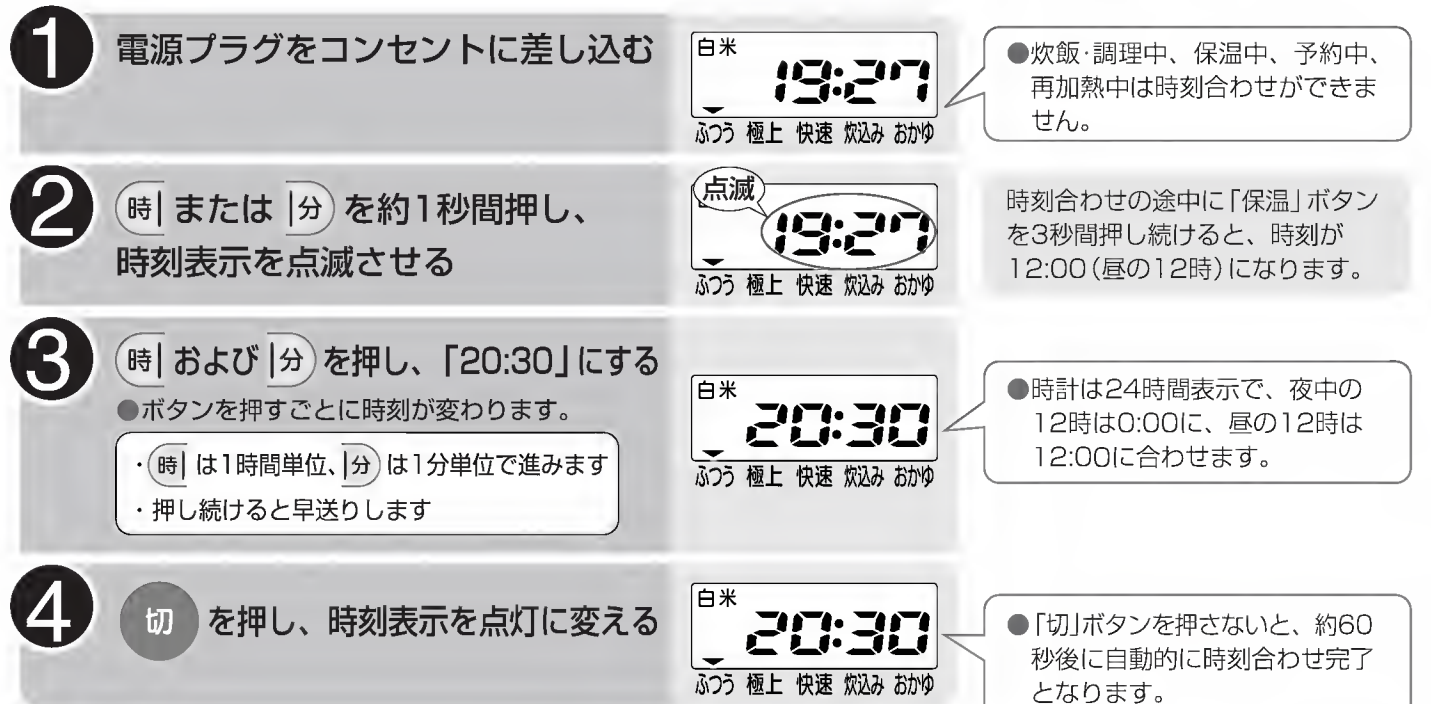 1 電源プラグをコンセントに差し込む
白米
19:27
ふつう 極上 快速 炊込み おかゆ
●炊飯・調理中、保温中、予約中、
再加熱中は時刻合わせができま
せん。
2 時 または 分 を約1秒間押し、
時刻表示を点滅させる
点滅
19:27
ふつう 極上 快速 炊込み おかゆ
時刻合わせの途中に「保温」ボタン
を3秒間押し続けると、時刻が
12:00(昼の12時)になります。
3 時 および 分 を押し、「20:30」にする
●ボタンを押すごとに時刻が変わります。
・時 は1時間単位、分 は1分単位で進みます
・押し続けると早送りします
白米
20:30
ふつう 極上 快速 炊込み おかゆ
●時計は24時間表示で、夜中の
12時は0:00に、昼の12時は
12:00に合わせます。
4 切 を押し、時刻表示を点灯に変える
白米
20:30
ふつう 極上 快速 炊込み おかゆ
●「切」ボタンを押さないと、約60
秒後に自動的に時刻合わせ完了
となります。